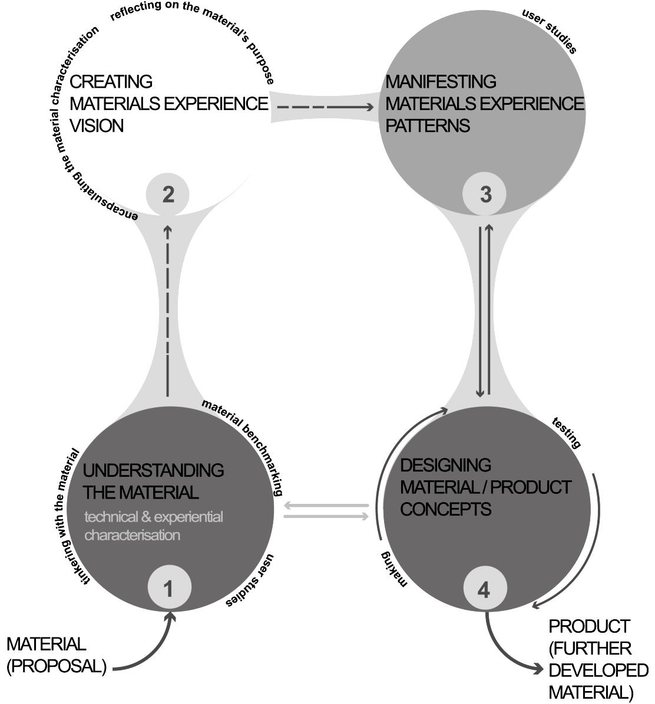 reflecting on the material's purpose
encapsulating the material characterisation
CREATING
MATERIALS EXPERIENCE
VISION
2
user studies
MANIFESTING
MATERIALS EXPERIENCE
PATTERNS
3
material benchmarking
tinkering with the material
UNDERSTANDING
THE MATERIAL
technical & experiential
characterisation
user studies
1
MATERIAL
(PROPOSAL)
testing
DESIGNING
MATERIAL / PRODUCT
CONCEPTS
making
4
PRODUCT
(FURTHER
DEVELOPED
MATERIAL)